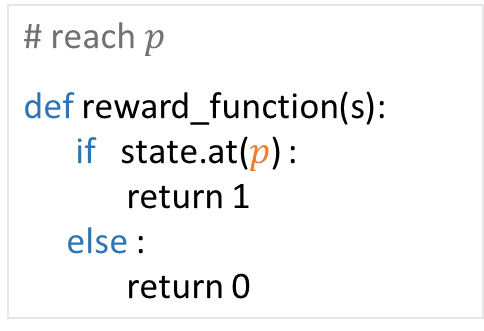 # reach p
def reward_function(s):
if state.at(p) :
return 1
else :
return 0